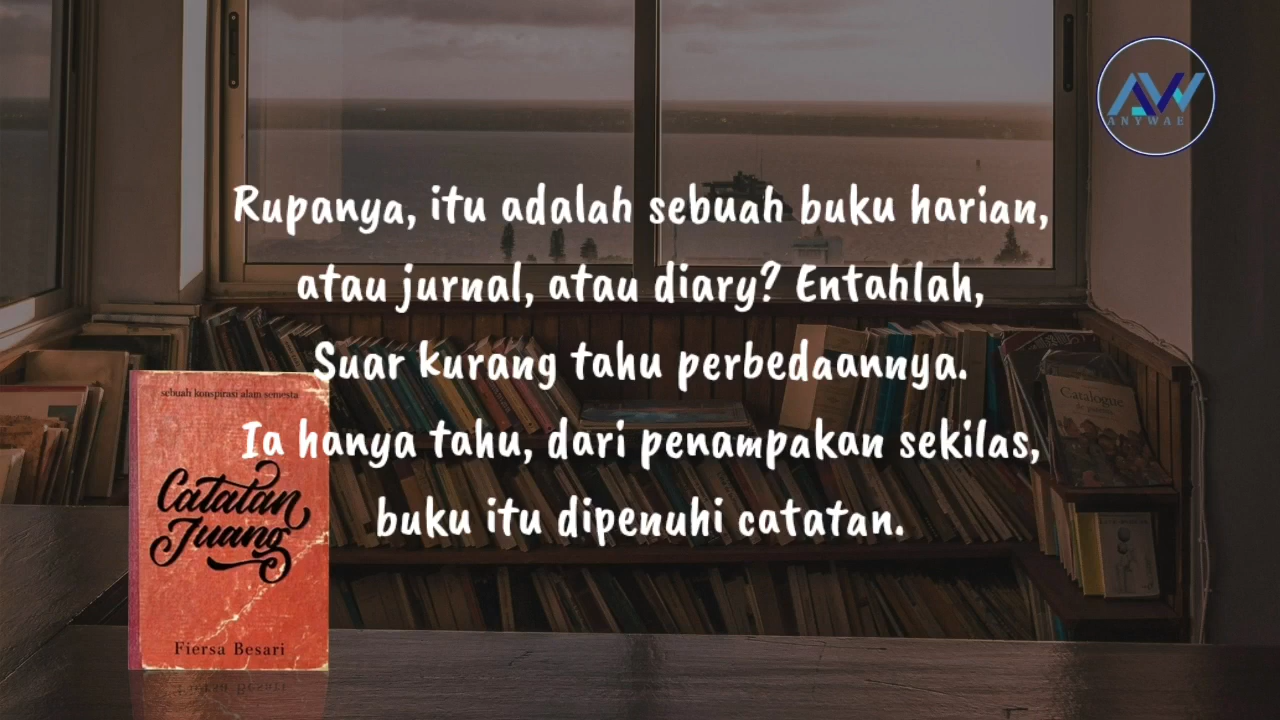 ANYWAE
Rupanya, itu adalah sebuah buku harian,
atau jurnal, atau diary? Entahlah,
Suar kurang tahu perbedaannya.
Ia hanya tahu, dari penampakan sekilas,
buku itu dipenuhi catatan.
sebuah konspirasi alam semesta
Catatan
Juang
Fiersa Besari
Catalogue